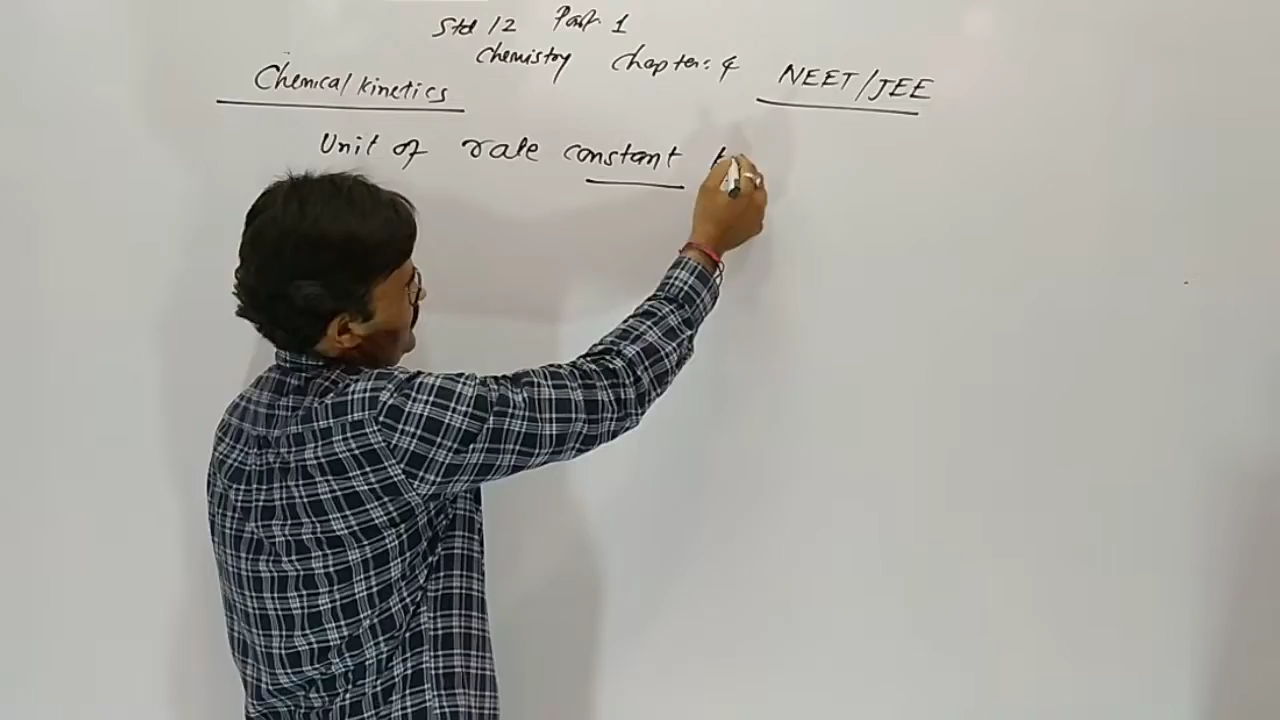 Std 12 Part. 1
Chemistry Chapter: 4
Chemical kinetics
NEET/JEE
Unit of rate constant